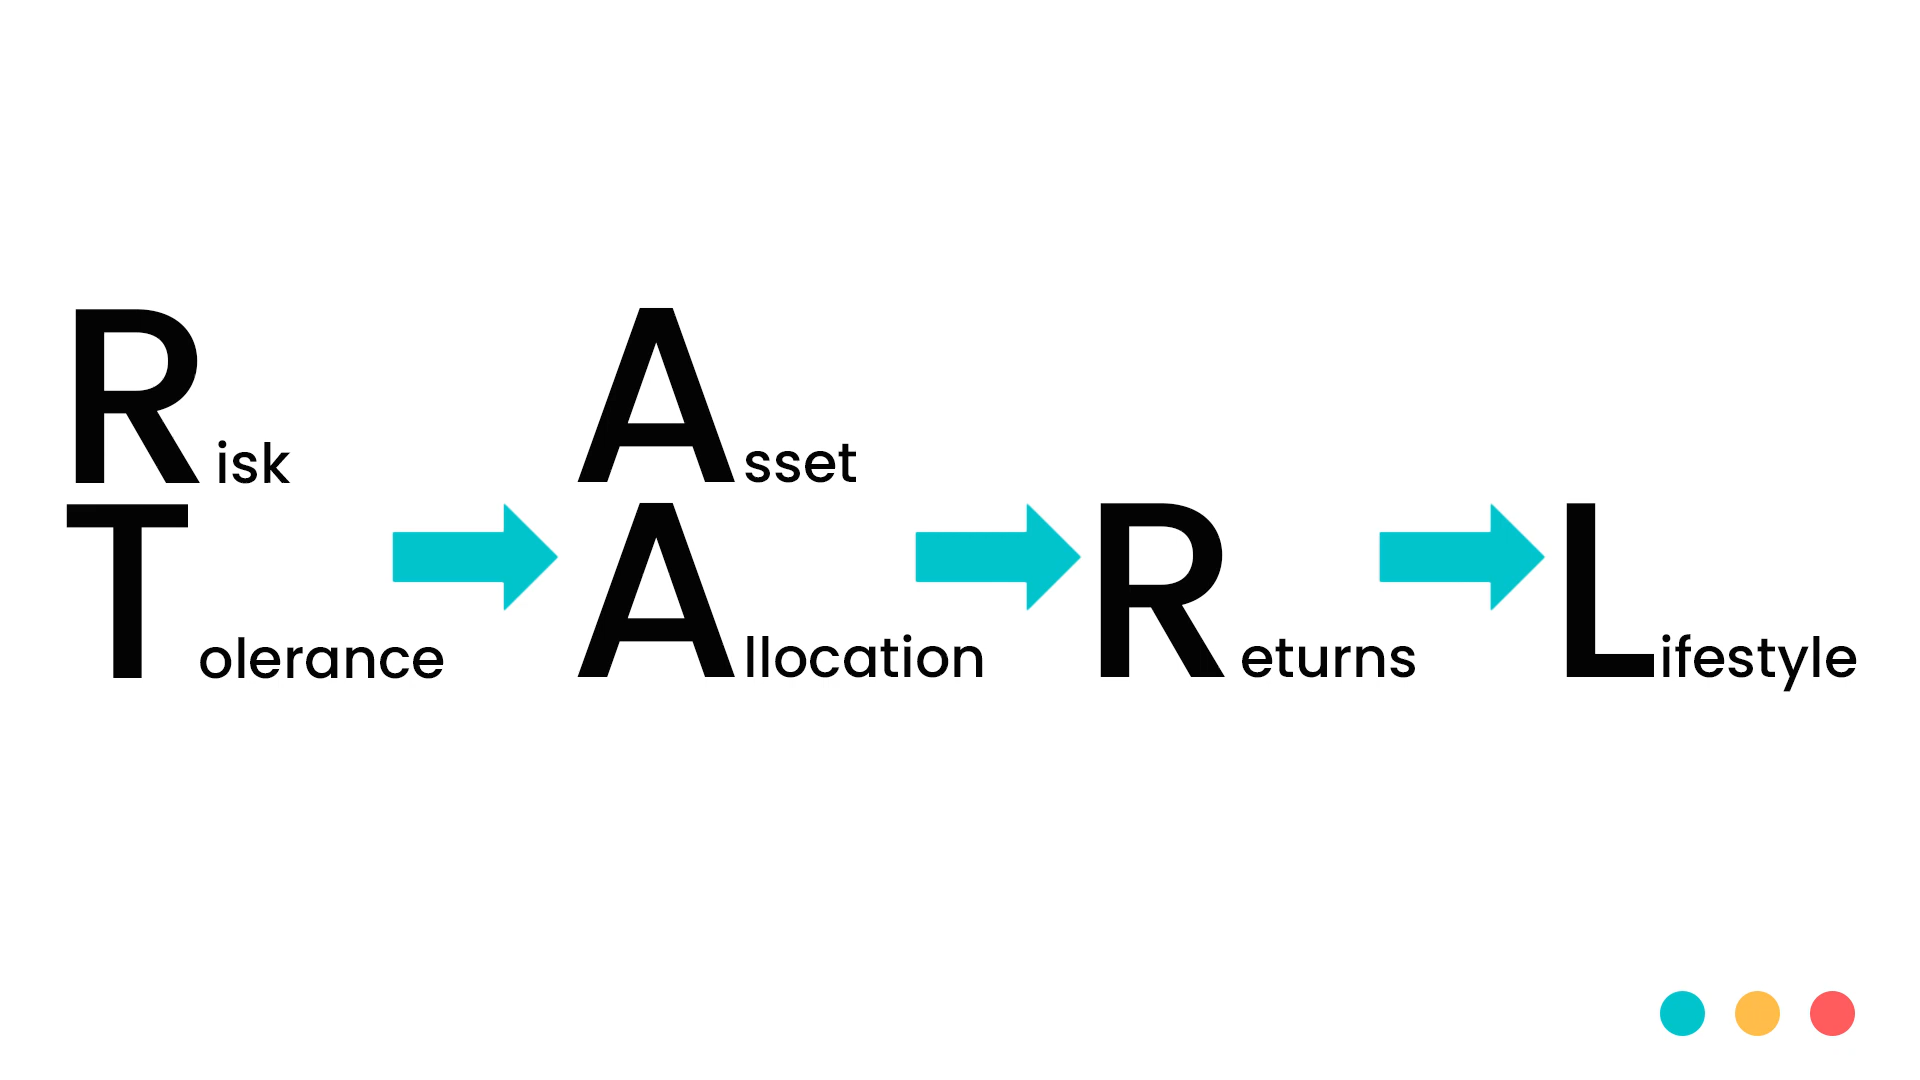 Risk
Tolerance
Asset
Allocation
Returns
Lifestyle